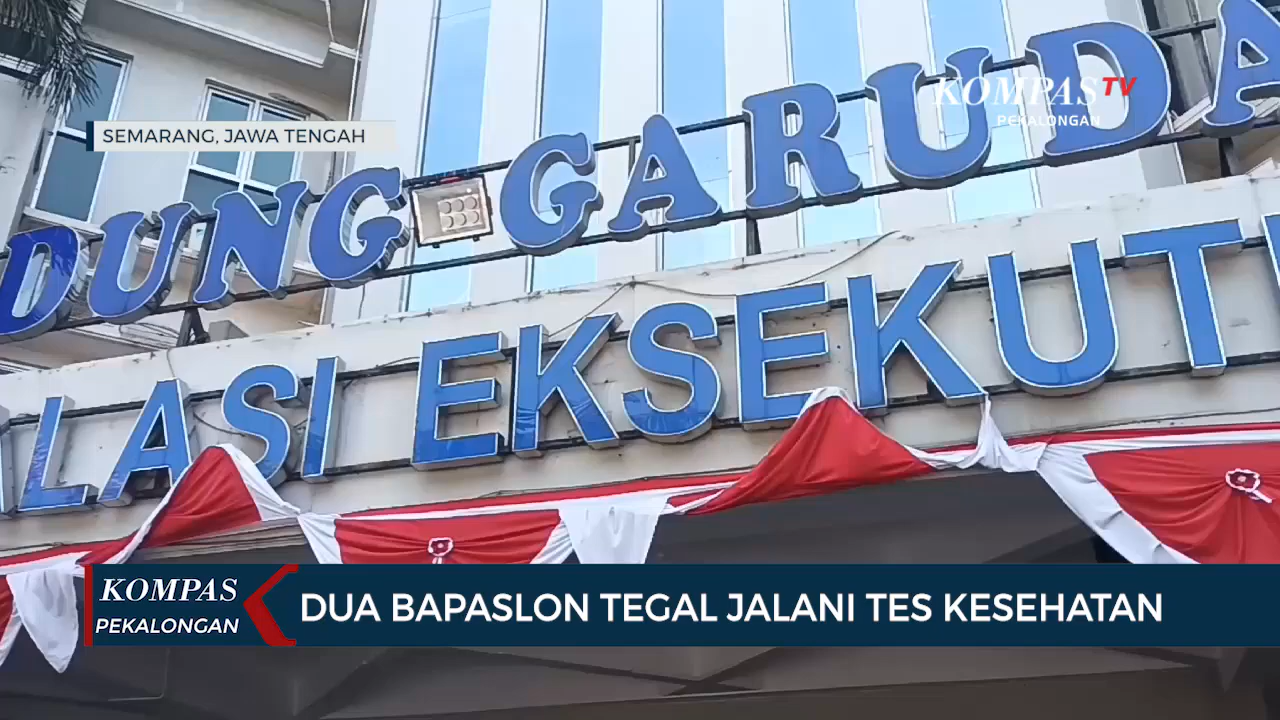 KOMPAS TV
PEKALONGAN
SEMARANG, JAWA TENGAH
DUNG GARUDA
LASI EKSEKUT
KOMPAS
PEKALONGAN
DUA BAPASLON TEGAL JALANI TES KESEHATAN